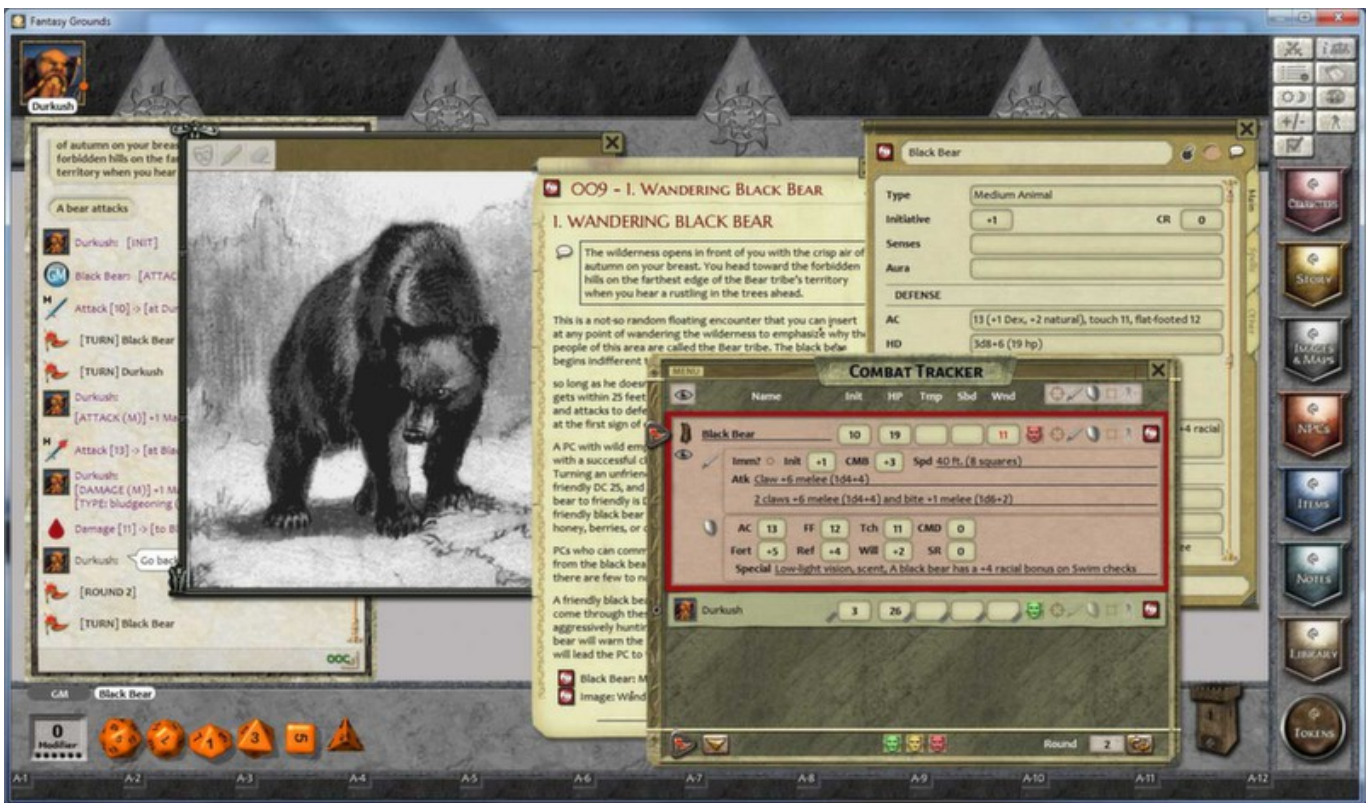 Fantasy Grounds
Durkush
of autumn on your breas
forbidden hills on the far
territory when you hear
A bear attacks
Durkush: [INIT]
Black Bear: [ATTAC
Attack [10] -> [at Dur
[TURN] Black Bear
[TURN] Durkush
Durkush:
[ATTACK (M)] +1 Ma
Attack [13] -> [at Bla
Durkush:
[DAMAGE (M)] +1 M
[TYPE: bludgeoning (
Damage [11] -> [to Bl
Durkush: Go back
[ROUND 2]
[TURN] Black Bear
OOC
GM Black Bear
0
Modifier
009 - 1. Wandering Black Bear
1. WANDERING BLACK BEAR
The wilderness opens in front of you with the crisp air of
autumn on your breast. You head toward the forbidden
hills on the farthest edge of the Bear tribe's territory
when you hear a rustling in the trees ahead.
This is a not-so random floating encounter that you can insert
at any point of wandering the wilderness to emphasize why the
people of this area are called the Bear tribe. The black bear
begins indifferent t
so long as he doesn
gets within 25 feet
and attacks to defe
at the first sign of
A PC with wild emp
with a successful c
Turning an unfrien
friendly DC 25, and
bear to friendly is D
friendly black bear
honey, berries, or
PCs who can comm
from the black bea
there are few to no
A friendly black bea
come through thes
aggressively huntin
bear will warn the
will lead the PC to
Black Bear: M
Image: Wand
Black Bear
Type Medium Animal
Initiative +1 CR 0
Senses
Aura
DEFENSE
AC 13 (+1 Dex, +2 natural), touch 11, flat-footed 12
HD 3d8+6 (19 hp)
+4 racial
Main
Spells
Other
MENU
Combat Tracker
Name Init HP Tmp Sbd Wnd
Black Bear 10 19 11
Imm? Init +1 CMB +3 Spd 40 ft. (8 squares)
Atk Claw +6 melee (1d4+4)
2 claws +6 melee (1d4+4) and bite +1 melee (1d6+2)
AC 13 FF 12 Tch 11 CMD 0
Fort +5 Ref +4 Will +2 SR 0
Special Low-light vision, scent, A black bear has a +4 racial bonus on Swim checks
Durkush 3 26
Round 2
+/-
Characters
Story
Images
& Maps
NPCs
Items
Notes
Library
Tokens
A-1 A-2 A-3 A-4 A-5 A-6 A-7 A-8 A-9 A-10 A-11 A-12